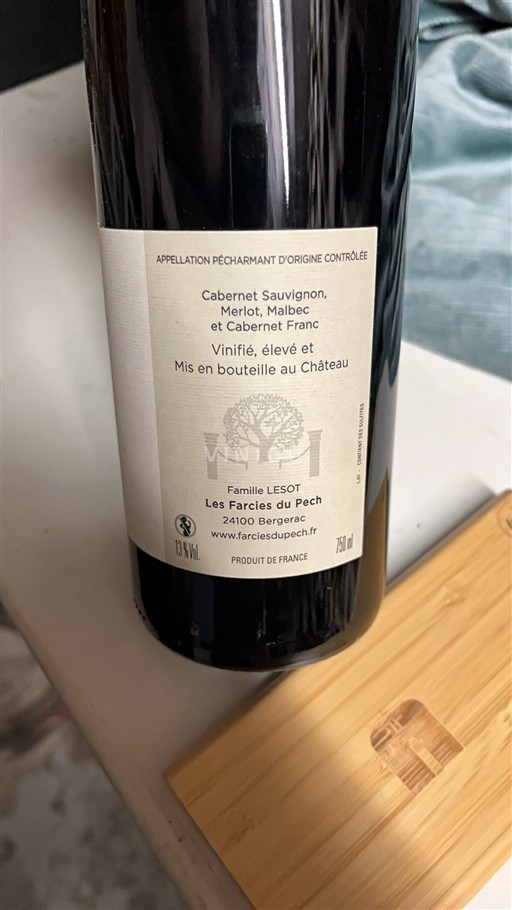 APPELLATION PÉCHARMANT D'ORIGINE CONTRÔLÉE
Cabernet Sauvignon,
Merlot, Malbec
et Cabernet Franc
Vinifié, élevé et
Mis en bouteille au Château
Famille LESOT
Les Farcies du Pech
24100 Bergerac
www.farciesdupech.fr
13 % Vol.
750 ml
PRODUIT DE FRANCE
CONTIENT DES SULFITES